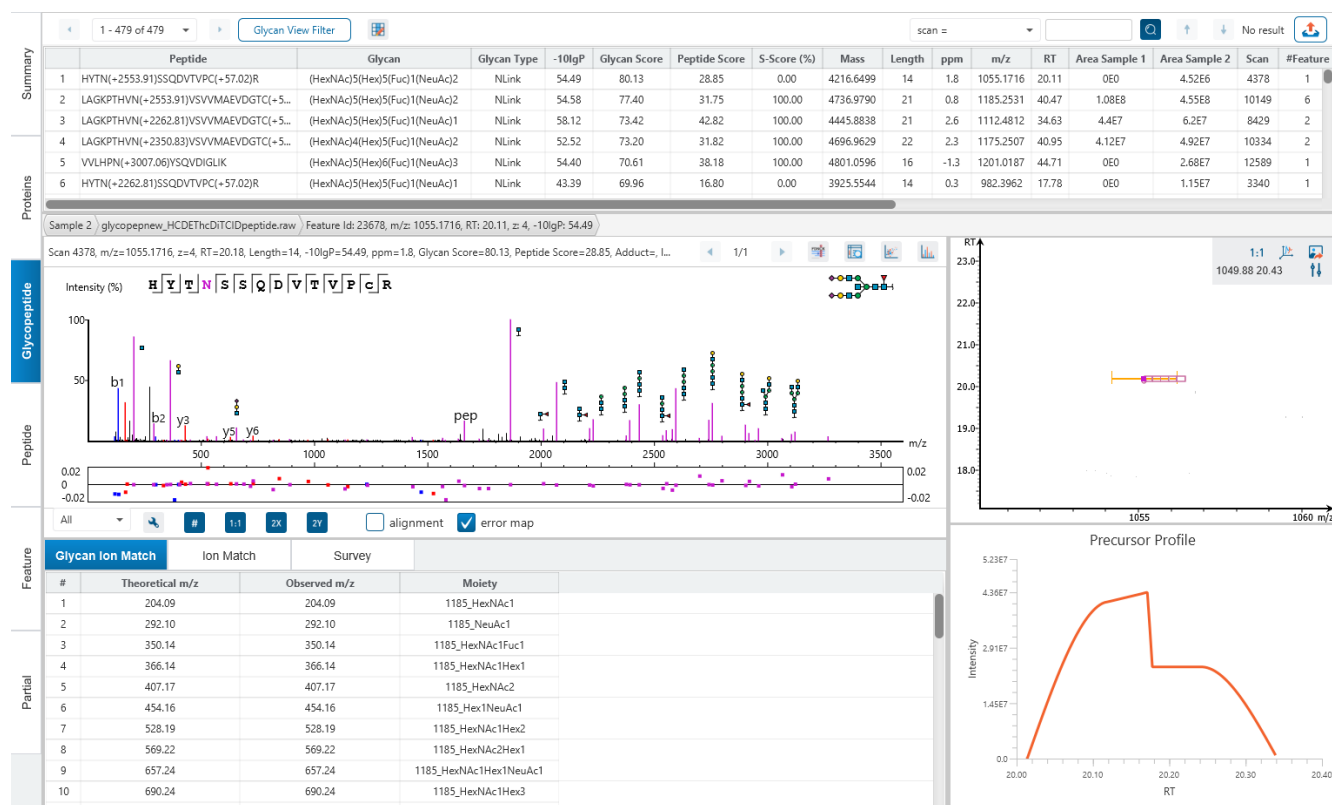 1 - 479 of 479 Glycan View Filter scan = No result
Summary
Proteins
Glycopeptide
Peptide
Feature
Partial
Peptide Glycan Glycan Type -10lgP Glycan Score Peptide Score S-Score (%) Mass Length ppm m/z RT Area Sample 1 Area Sample 2 Scan #Feature
1 HYTN(+2553.91)SSQDVTVPC(+57.02)R (HexNAc)5(Hex)5(Fuc)1(NeuAc)2 NLink 54.49 80.13 28.85 0.00 4216.6499 14 1.8 1055.1716 20.11 0E0 4.52E6 4378 1
2 LAGKPTHVN(+2553.91)VSVVMAEVDGTC(+5... (HexNAc)5(Hex)5(Fuc)1(NeuAc)2 NLink 54.58 77.40 31.75 100.00 4736.9790 21 0.8 1185.2531 40.47 1.08E8 4.55E8 10149 6
3 LAGKPTHVN(+2262.81)VSVVMAEVDGTC(+5... (HexNAc)5(Hex)5(Fuc)1(NeuAc)1 NLink 58.12 73.42 42.82 100.00 4445.8838 21 2.6 1112.4812 34.63 4.4E7 6.2E7 8429 2
4 LAGKPTHVN(+2350.83)VSVVMAEVDGTC(+5... (HexNAc)4(Hex)5(Fuc)1(NeuAc)2 NLink 52.52 73.20 31.82 100.00 4696.9629 22 2.3 1175.2507 40.95 4.12E7 4.92E7 10334 2
5 VVLHPN(+3007.06)YSQVDIGLIK (HexNAc)5(Hex)6(Fuc)1(NeuAc)3 NLink 54.40 70.61 38.18 100.00 4801.0596 16 -1.3 1201.0187 44.71 0E0 2.68E7 12589 1
6 HYTN(+2262.81)SSQDVTVPC(+57.02)R (HexNAc)5(Hex)5(Fuc)1(NeuAc)1 NLink 43.39 69.96 16.80 0.00 3925.5544 14 0.3 982.3962 17.78 0E0 1.15E7 3340 1
Sample 2 glycopepnew_HCDEThcDiTCIDpeptide.raw Feature Id: 23678, m/z: 1055.1716, RT: 20.11, z: 4, -10lgP: 54.49
Scan 4378, m/z=1055.1716, z=4, RT=20.18, Length=14, -10lgP=54.49, ppm=1.8, Glycan Score=80.13, Peptide Score=28.85, Adduct=, I... 1/1
Intensity (%) H Y T N S S Q D V T V P c R
100
50
b1 b2 y3 y5 y6 pep
m/z
500 1000 1500 2000 2500 3000 3500
0.02 0.02
0
-0.02 -0.02
All # 1:1 2X 2Y alignment error map
Glycan Ion Match Ion Match Survey
# Theoretical m/z Observed m/z Moiety
1 204.09 204.09 1185_HexNAc1
2 292.10 292.10 1185_NeuAc1
3 350.14 350.14 1185_HexNAc1Fuc1
4 366.14 366.14 1185_HexNAc1Hex1
5 407.17 407.17 1185_HexNAc2
6 454.16 454.16 1185_Hex1NeuAc1
7 528.19 528.19 1185_HexNAc1Hex2
8 569.22 569.22 1185_HexNAc2Hex1
9 657.24 657.24 1185_HexNAc1Hex1NeuAc1
10 690.24 690.24 1185_HexNAc1Hex3
RT
1:1
1049.88 20.43
23.0
22.0
21.0
20.0
19.0
18.0
1055 1060 m/z
Precursor Profile
5.23E7
4.36E7
2.91E7
1.45E7
0.0
Intensity
20.00 20.10 20.20 20.30 20.40
RT